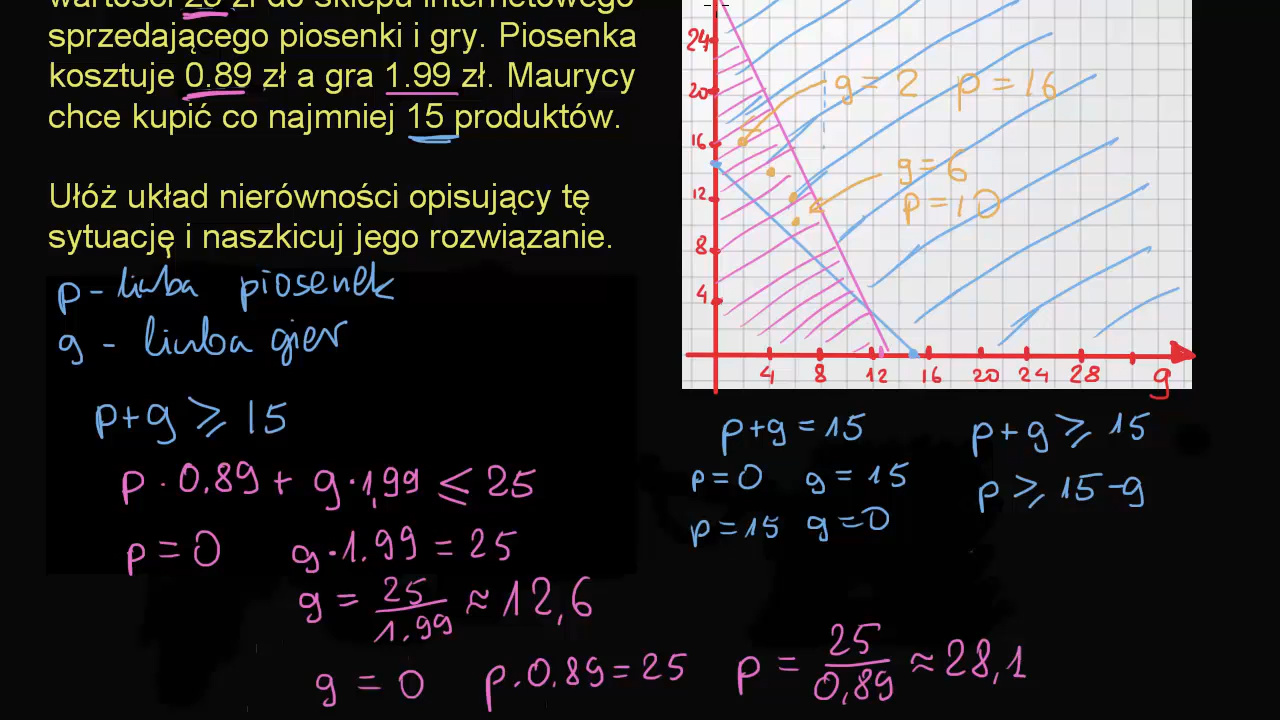 wartości 25 zł do sklepu internetowego
sprzedającego piosenki i gry. Piosenka
kosztuje 0.89 zł a gra 1.99 zł. Maurycy
chce kupić co najmniej 15 produktów.
Ułóż układ nierówności opisujący tę
sytuację i naszkicuj jego rozwiązanie.
p - liczba piosenek
g - liczba gier
p+g ≥ 15
p · 0.89 + g · 1,99 ≤ 25
p = 0 g · 1.99 = 25
g = 25/1.99 ≈ 12,6
g = 0 p · 0.89 = 25 p = 25/0,89 ≈ 28,1
24
20
16
12
8
4
4 8 12 16 20 24 28 g
g = 2 p = 16
g = 6
p = 10
p+g = 15 p+g ≥ 15
p = 0 g = 15 p ≥ 15 - g
p = 15 g = 0